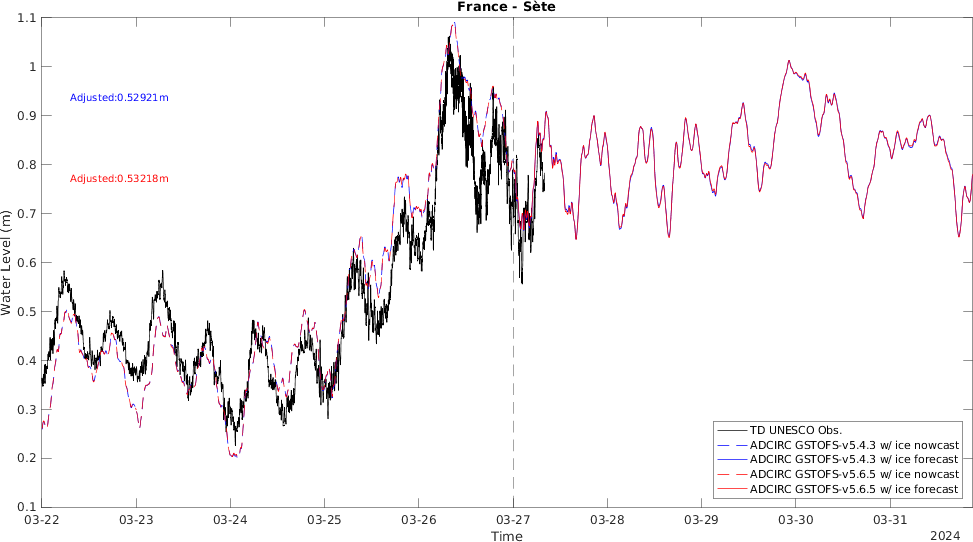 France - Sète
Water Level (m)
1.1
1
0.9
0.8
0.7
0.6
0.5
0.4
0.3
0.2
0.1
Adjusted:0.52921m
Adjusted:0.53218m
TD UNESCO Obs.
ADCIRC GSTOFS-v5.4.3 w/ ice nowcast
ADCIRC GSTOFS-v5.4.3 w/ ice forecast
ADCIRC GSTOFS-v5.6.5 w/ ice nowcast
ADCIRC GSTOFS-v5.6.5 w/ ice forecast
03-22 03-23 03-24 03-25 03-26 03-27 03-28 03-29 03-30 03-31
Time
2024